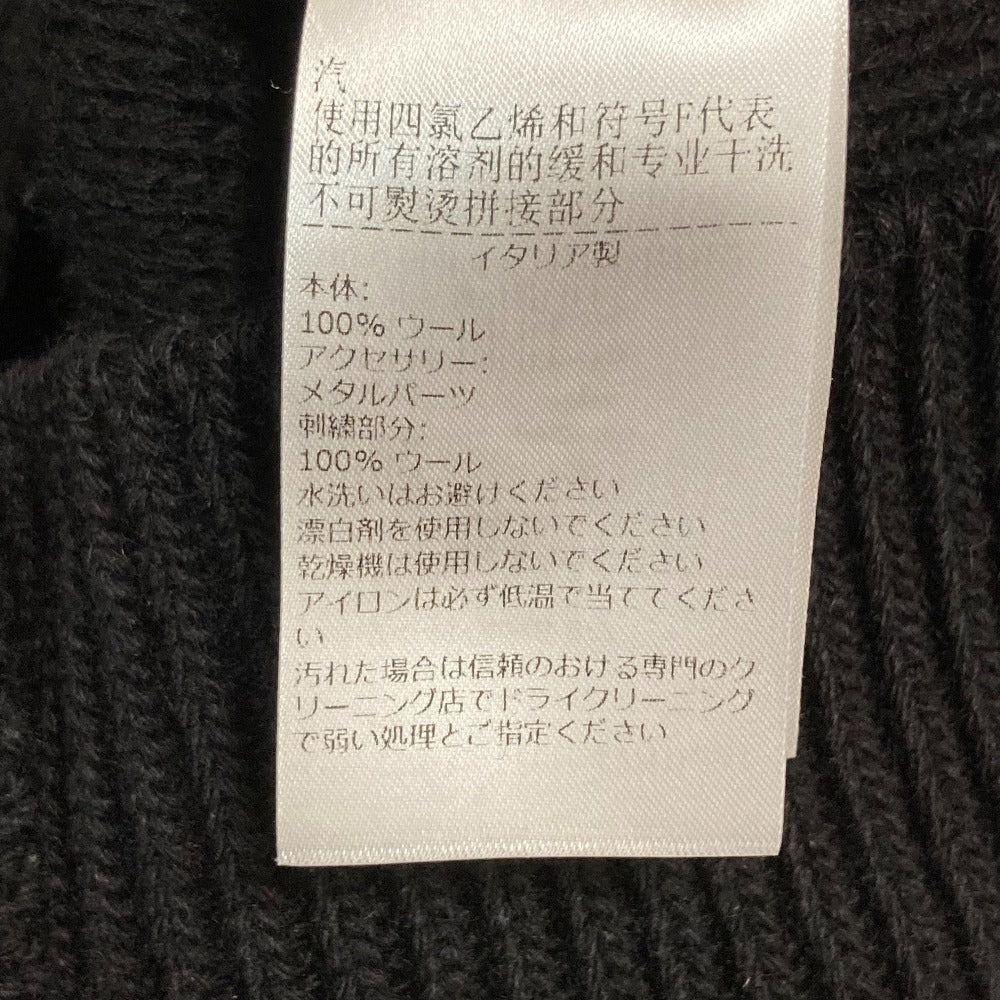 汽
使用四氯乙烯和符号F代表
的所有溶剂的缓和专业干洗
不可熨烫拼接部分
イタリア製
本体:
100% ウール
アクセサリー:
メタルパーツ
刺繍部分:
100% ウール
水洗いはお避けください
漂白剤を使用しないでください
乾燥機は使用しないでください
アイロンは必ず低温で当ててくださ
い
汚れた場合は信頼のおける専門のク
リーニング店でドライクリーニング
で弱い処理とご指定ください